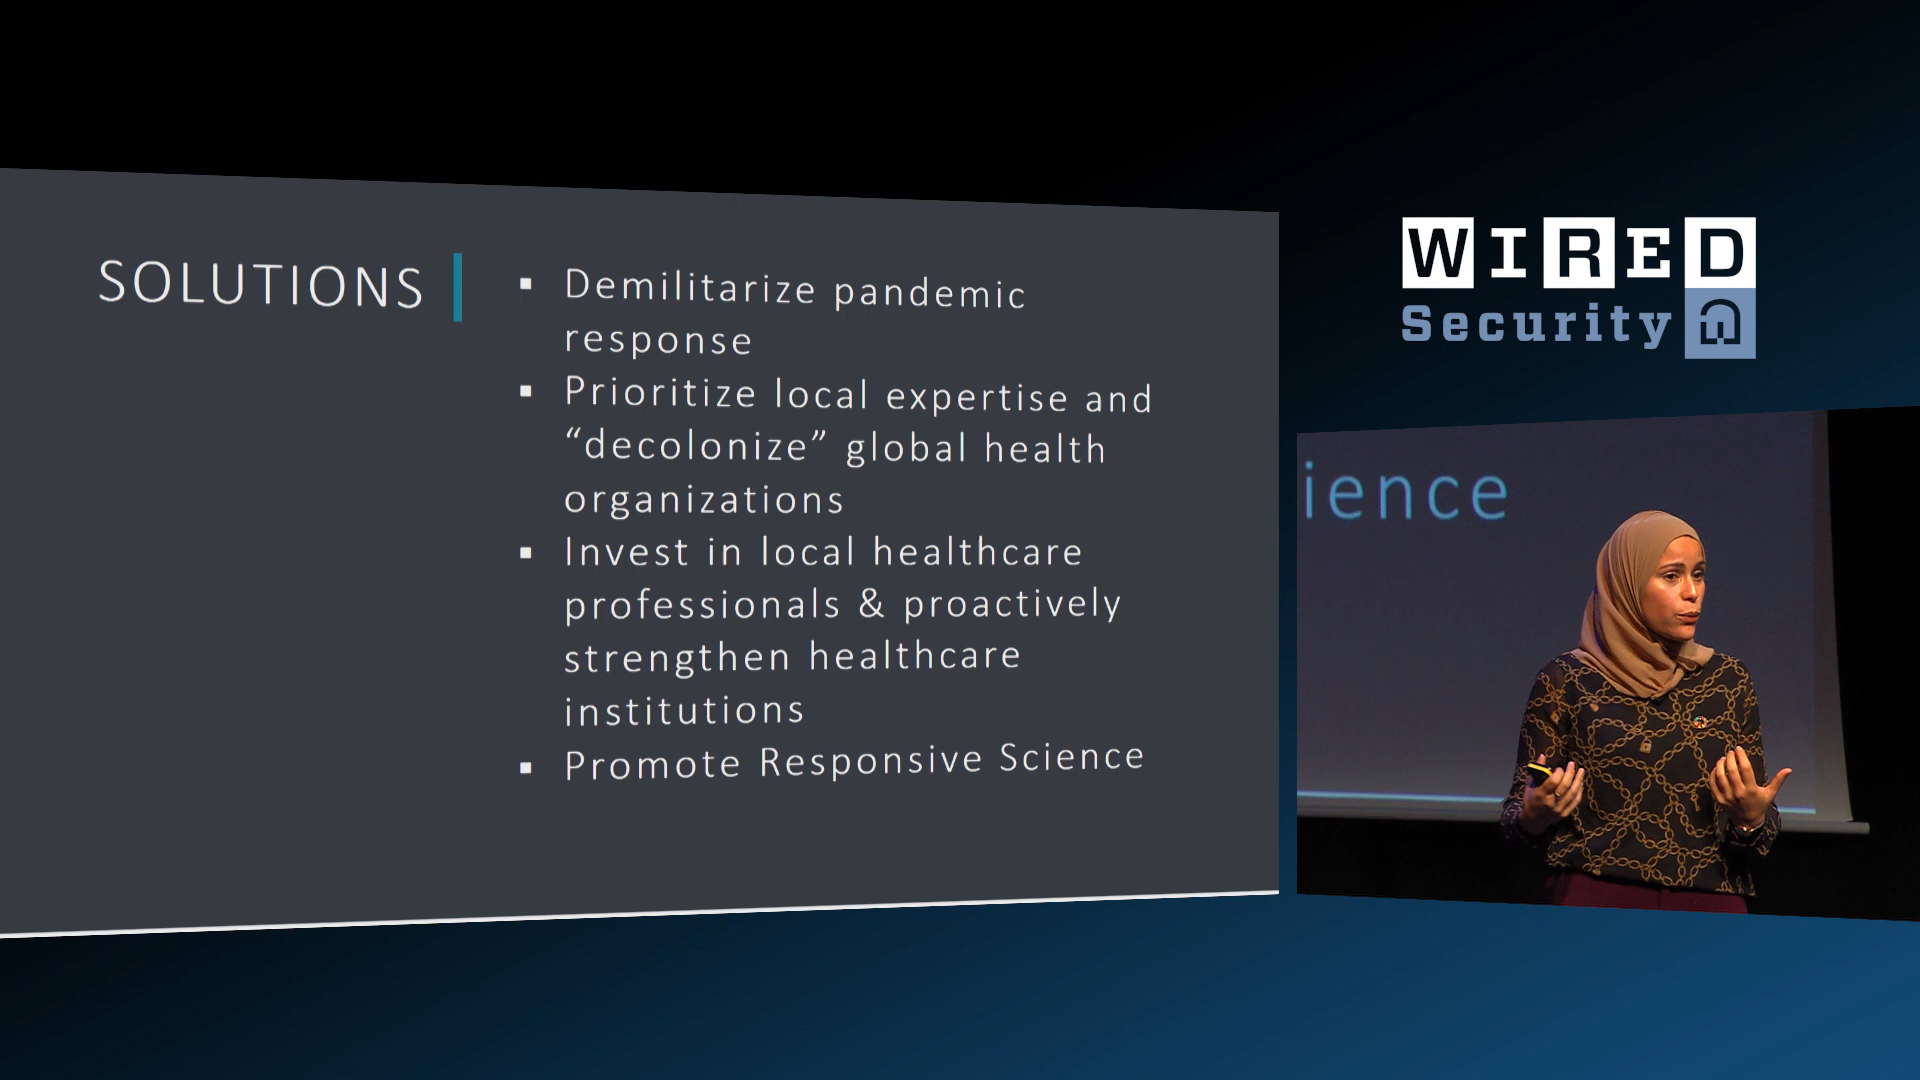 SOLUTIONS
▪ Demilitarize pandemic
response
▪ Prioritize local expertise and
“decolonize” global health
organizations
▪ Invest in local healthcare
professionals & proactively
strengthen healthcare
institutions
▪ Promote Responsive Science
WIRED
Security
ience